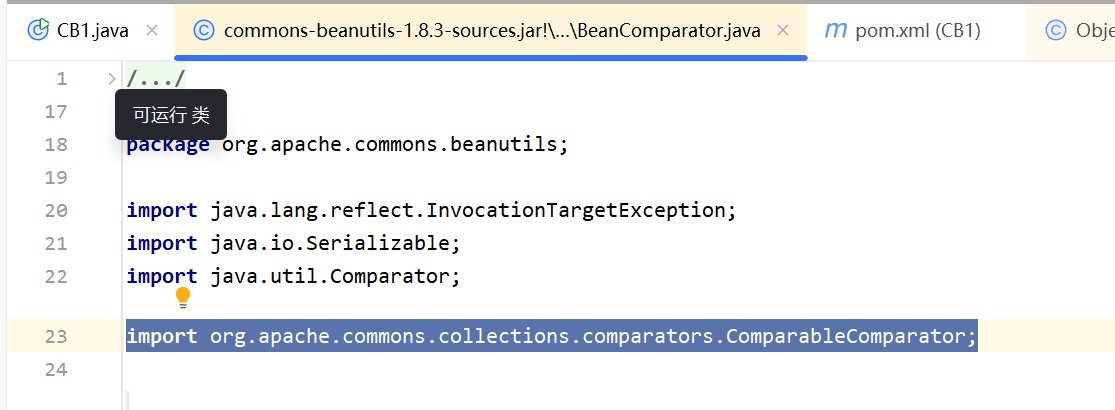 CB1.java
commons-beanutils-1.8.3-sources.jar!\...\BeanComparator.java
pom.xml (CB1)
Obje
1 /.../
可运行 类
17
18 package org.apache.commons.beanutils;
19
20 import java.lang.reflect.InvocationTargetException;
21 import java.io.Serializable;
22 import java.util.Comparator;
23 import org.apache.commons.collections.comparators.ComparableComparator;
24